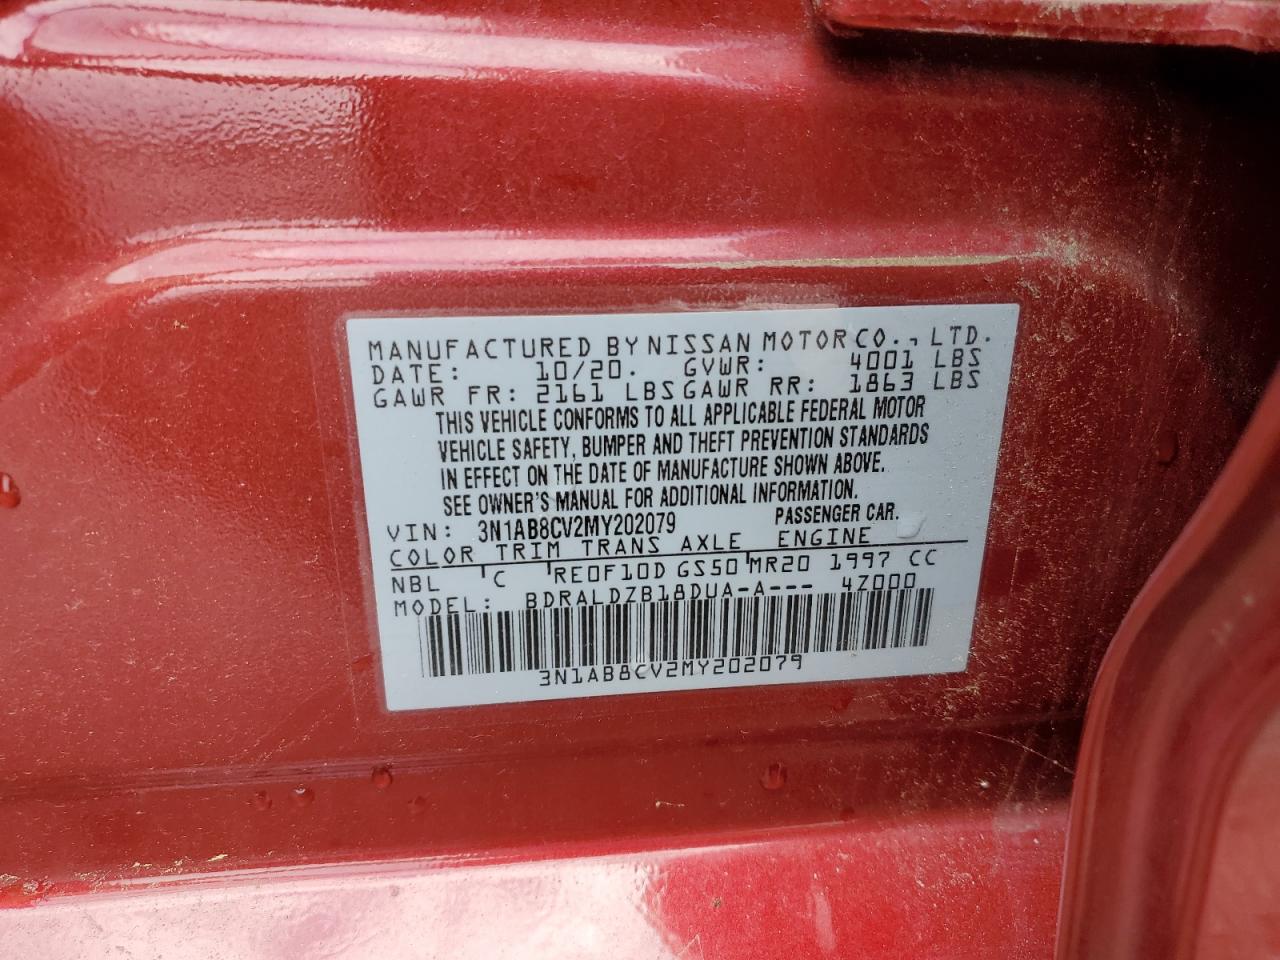 MANUFACTURED BY NISSAN MOTOR CO., LTD.
DATE: 10/20. GVWR: 4001 LBS
GAWR FR: 2161 LBS GAWR RR: 1863 LBS
THIS VEHICLE CONFORMS TO ALL APPLICABLE FEDERAL MOTOR
VEHICLE SAFETY, BUMPER AND THEFT PREVENTION STANDARDS
IN EFFECT ON THE DATE OF MANUFACTURE SHOWN ABOVE.
SEE OWNER'S MANUAL FOR ADDITIONAL INFORMATION.
VIN: 3N1AB8CV2MY202079 PASSENGER CAR.
COLOR TRIM TRANS AXLE ENGINE
NBL C RE0F10D GS50 MR20 1997 CC
MODEL: BDRALDZB18DUA-A--- 4Z000
3N1AB8CV2MY202079